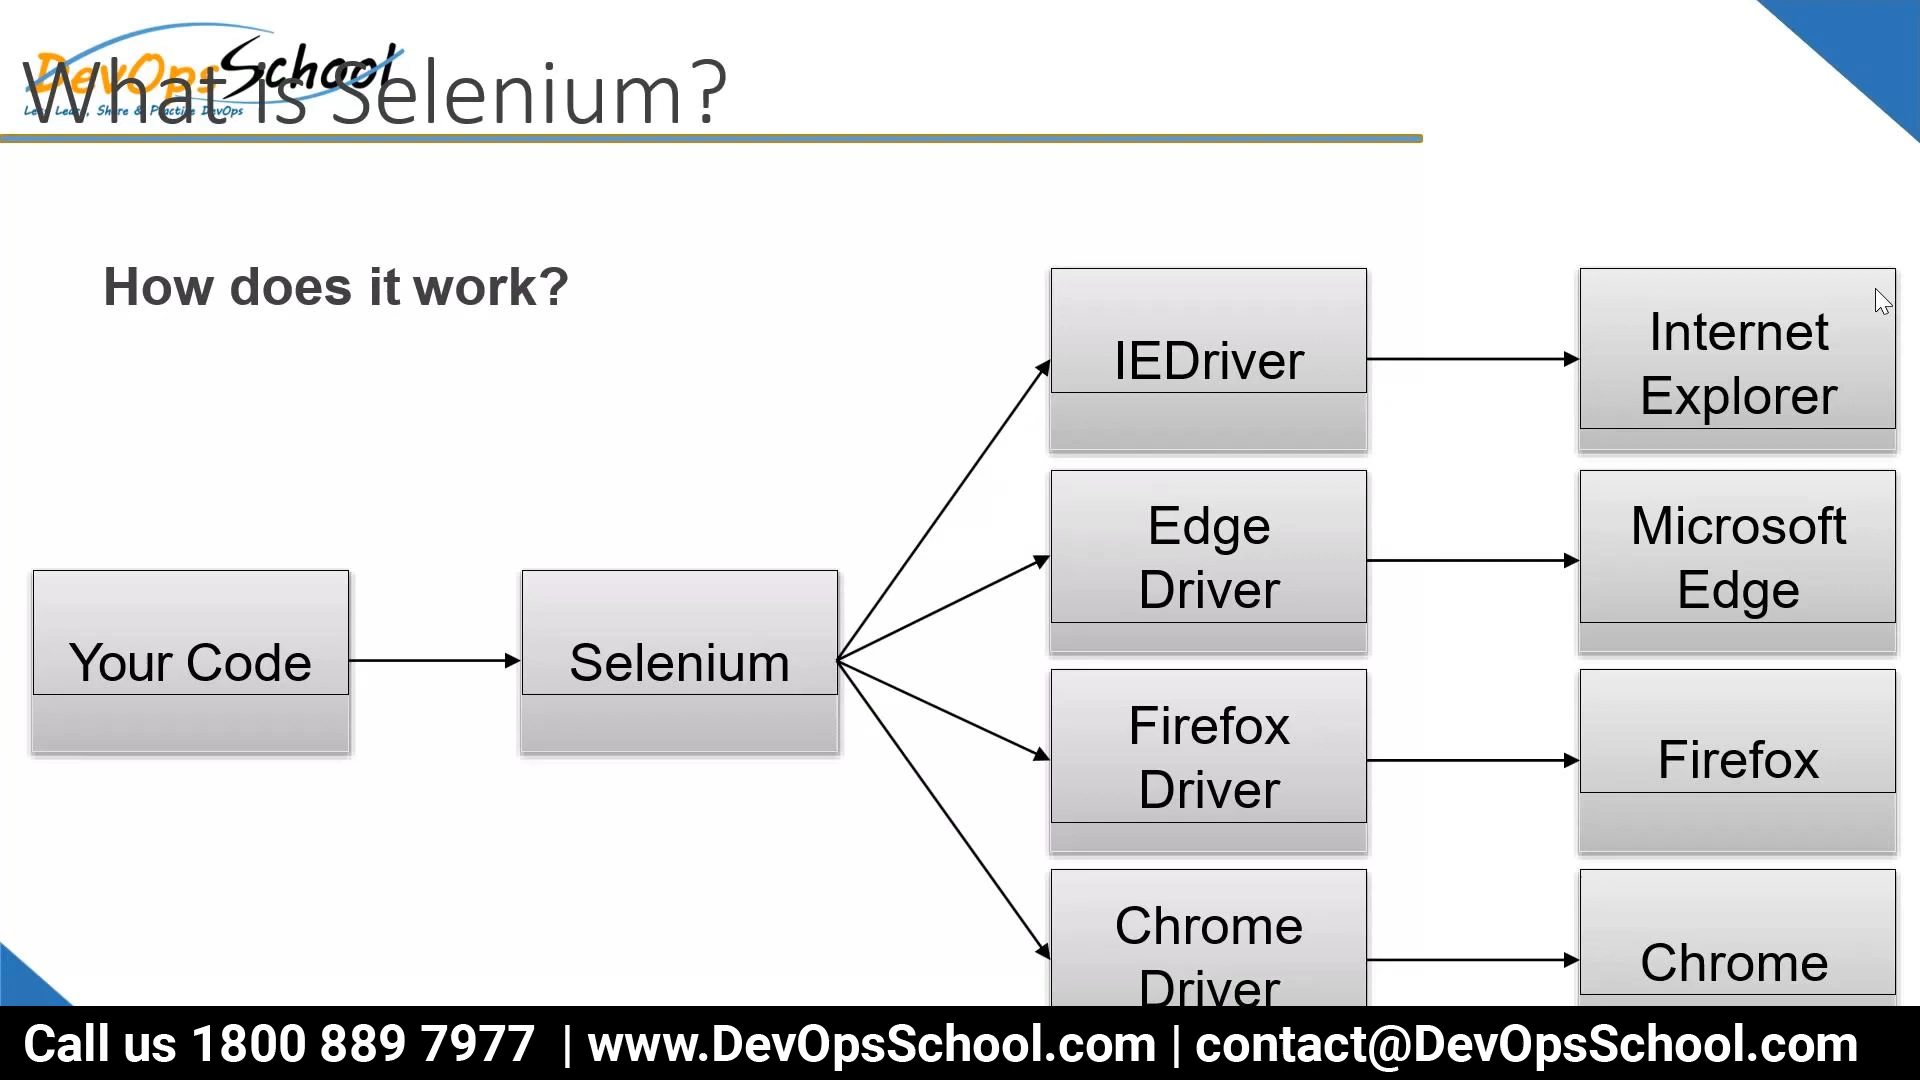 DevOpsSchool
Let's Learn, Share & Practice DevOps
What is Selenium?
How does it work?
Your Code
Selenium
IEDriver
Internet
Explorer
Edge
Driver
Microsoft
Edge
Firefox
Driver
Firefox
Chrome
Driver
Chrome
Call us 1800 889 7977 | www.DevOpsSchool.com | contact@DevOpsSchool.com